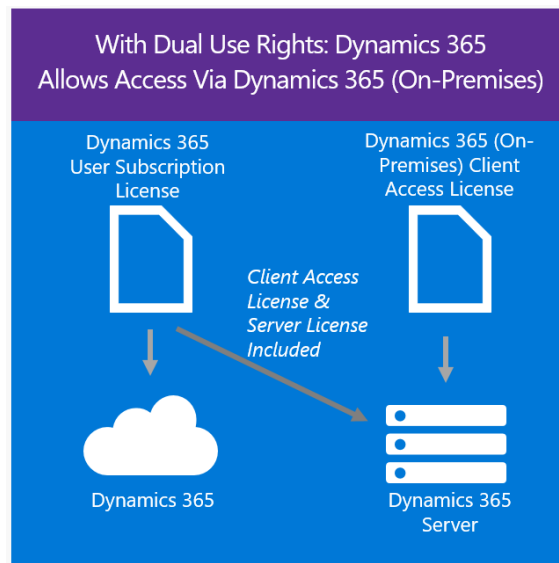 With Dual Use Rights: Dynamics 365
Allows Access Via Dynamics 365 (On-Premises)
Dynamics 365
User Subscription
License
Dynamics 365 (On-
Premises) Client
Access License
Client Access
License &
Server License
Included
Dynamics 365
Dynamics 365
Server